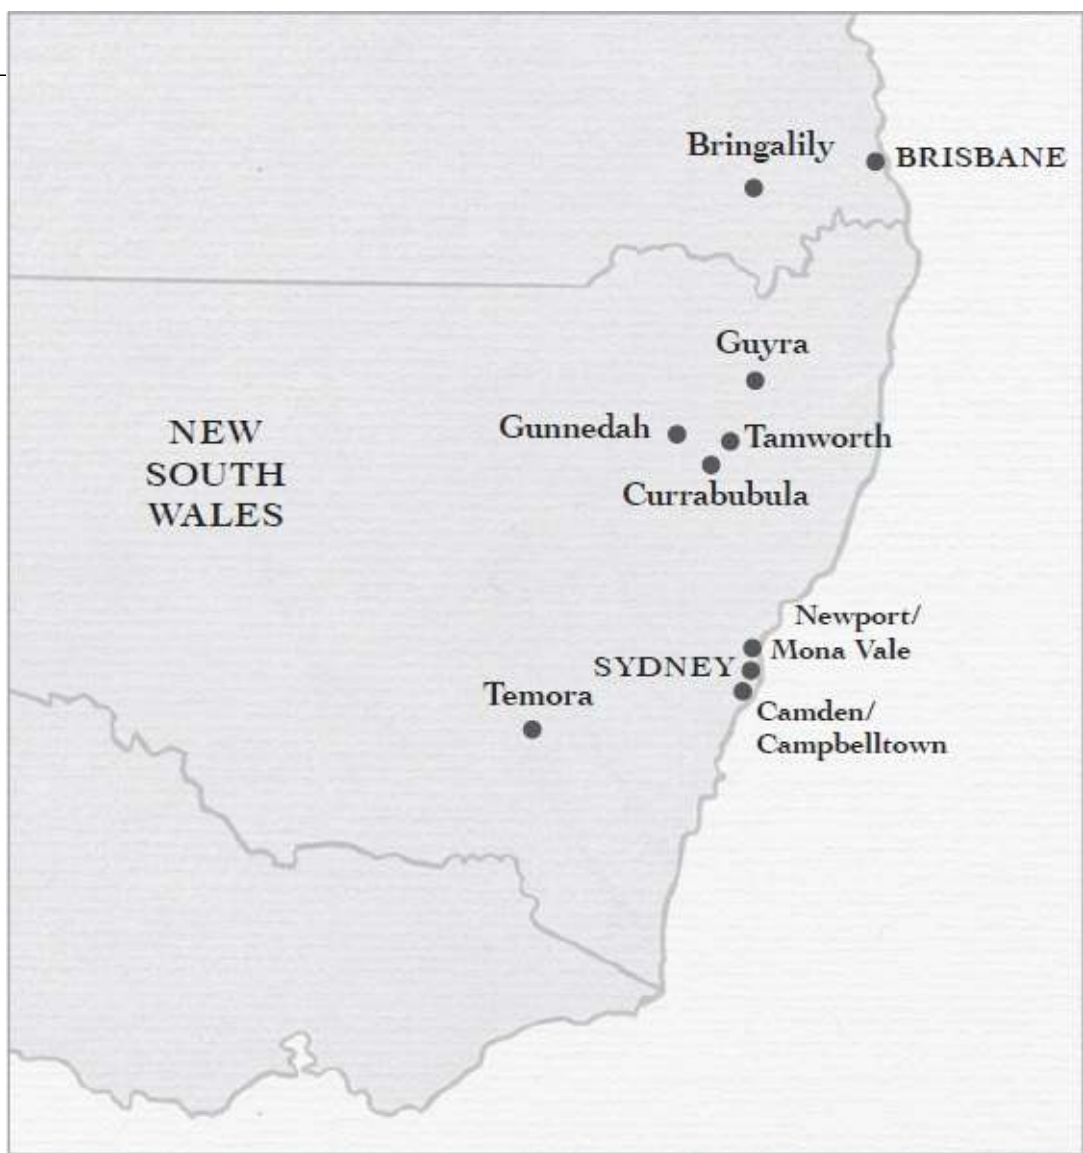 Bringalily
BRISBANE
Guyra
Gunnedah
Tamworth
Currabubula
NEW
SOUTH
WALES
Newport/
Mona Vale
SYDNEY
Temora
Camden/
Campbelltown